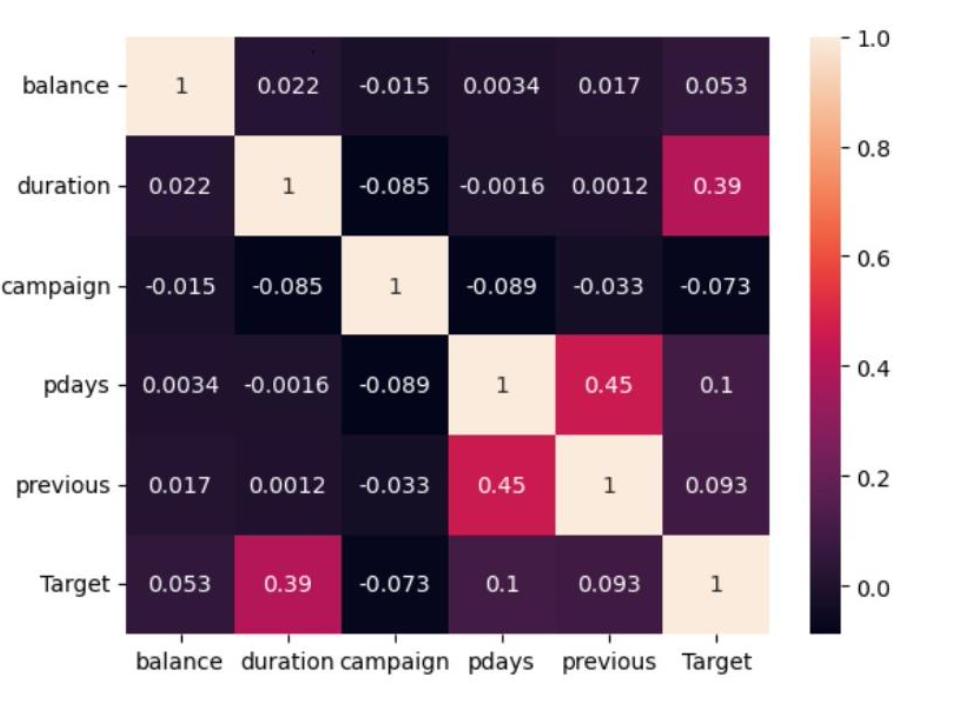 1.0
balance 1 0.022 -0.015 0.0034 0.017 0.053
0.8
duration 0.022 1 -0.085 -0.0016 0.0012 0.39
0.6
campaign -0.015 -0.085 1 -0.089 -0.033 -0.073
0.4
pdays 0.0034 -0.0016 -0.089 1 0.45 0.1
0.2
previous 0.017 0.0012 -0.033 0.45 1 0.093
Target 0.053 0.39 -0.073 0.1 0.093 1
0.0
balance duration campaign pdays previous Target